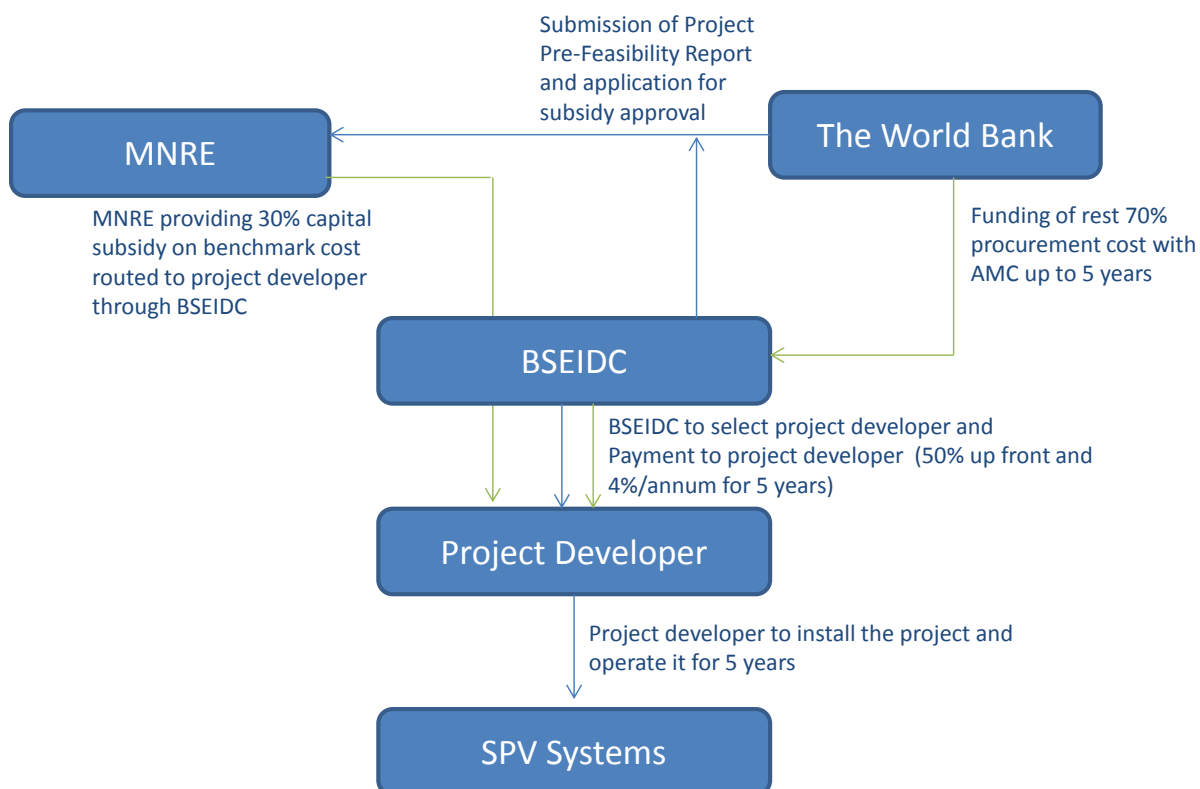 Submission of Project
Pre-Feasibility Report
and application for
subsidy approval
MNRE
The World Bank
MNRE providing 30% capital
subsidy on benchmark cost
routed to project developer
through BSEIDC
Funding of rest 70%
procurement cost with
AMC up to 5 years
BSEIDC
BSEIDC to select project developer and
Payment to project developer (50% up front and
4%/annum for 5 years)
Project Developer
Project developer to install the project and
operate it for 5 years
SPV Systems